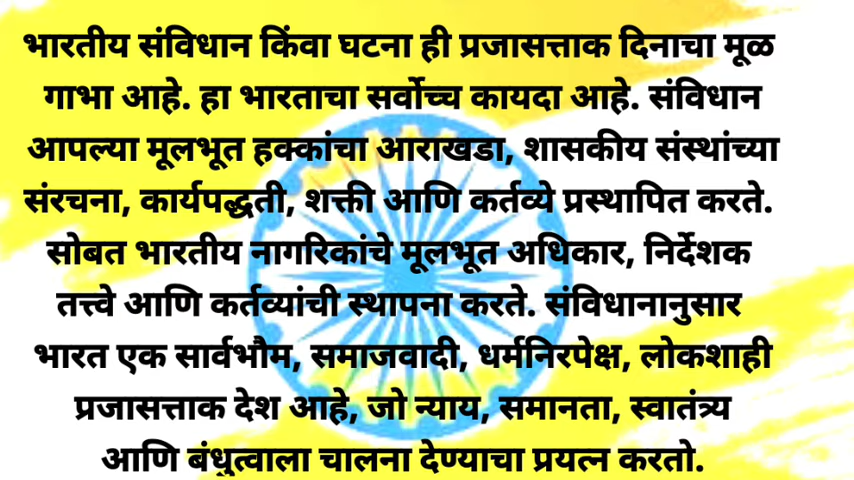 भारतीय संविधान किंवा घटना ही प्रजासत्ताक दिनाचा मूळ
गाभा आहे. हा भारताचा सर्वोच्च कायदा आहे. संविधान
आपल्या मूलभूत हक्कांचा आराखडा, शासकीय संस्थांच्या
संरचना, कार्यपद्धती, शक्ती आणि कर्तव्ये प्रस्थापित करते.
सोबत भारतीय नागरिकांचे मूलभूत अधिकार, निर्देशक
तत्त्वे आणि कर्तव्यांची स्थापना करते. संविधानानुसार
भारत एक सार्वभौम, समाजवादी, धर्मनिरपेक्ष, लोकशाही
प्रजासत्ताक देश आहे, जो न्याय, समानता, स्वातंत्र्य
आणि बंधुत्वाला चालना देण्याचा प्रयत्न करतो.